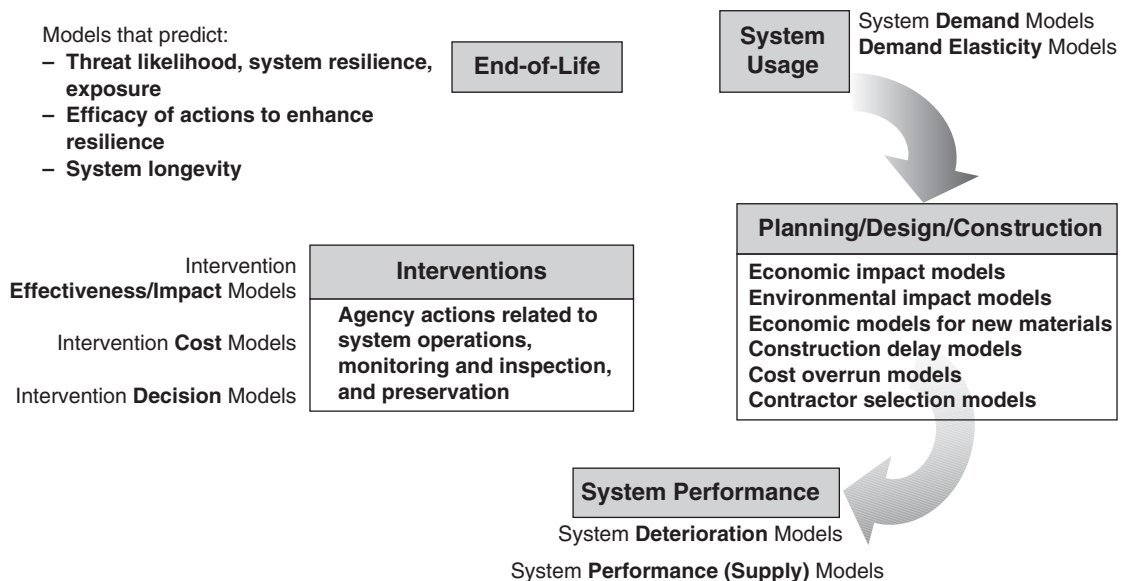 Models that predict:
– Threat likelihood, system resilience,
exposure
– Efficacy of actions to enhance
resilience
– System longevity
End-of-Life
System
Usage
System Demand Models
Demand Elasticity Models
Planning/Design/Construction
Economic impact models
Environmental impact models
Economic models for new materials
Construction delay models
Cost overrun models
Contractor selection models
Intervention
Effectiveness/Impact Models
Intervention Cost Models
Intervention Decision Models
Interventions
Agency actions related to
system operations,
monitoring and inspection,
and preservation
System Performance
System Deterioration Models
System Performance (Supply) Models